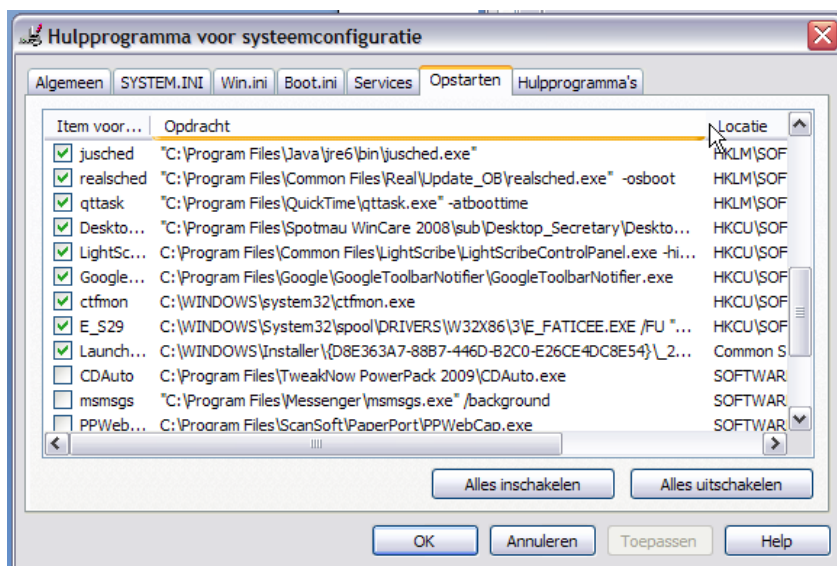 Hulpprogramma voor systeemconfiguratie
Algemeen SYSTEM.INI Win.ini Boot.ini Services Opstarten Hulpprogramma's
Item voor... Opdracht Locatie
jusched "C:\Program Files\Java\jre6\bin\jusched.exe" HKLM\SOF
realsched "C:\Program Files\Common Files\Real\Update_OB\realsched.exe" -osboot HKLM\SOF
qttask "C:\Program Files\QuickTime\qttask.exe" -atboottime HKLM\SOF
Deskto... "C:\Program Files\Spotmau WinCare 2008\sub\Desktop_Secretary\Deskto... HKCU\SOF
LightSc... C:\Program Files\Common Files\LightScribe\LightScribeControlPanel.exe -hi... HKCU\SOF
Google... C:\Program Files\Google\GoogleToolbarNotifier\GoogleToolbarNotifier.exe HKCU\SOF
ctfmon C:\WINDOWS\system32\ctfmon.exe HKCU\SOF
E_S29 C:\WINDOWS\System32\spool\DRIVERS\W32X86\3\E_FATICEE.EXE /FU "... HKCU\SOF
Launch... C:\WINDOWS\Installer\{D8E363A7-88B7-446D-B2C0-E26CE4DC8E54}\_2... Common S
CDAuto C:\Program Files\TweakNow PowerPack 2009\CDAuto.exe SOFTWAR
msmsgs "C:\Program Files\Messenger\msmsgs.exe" /background SOFTWAR
PPWeb... C:\Program Files\ScanSoft\PaperPort\PPWebCap.exe SOFTWAR
Alles inschakelen Alles uitschakelen
OK Annuleren Toepassen Help